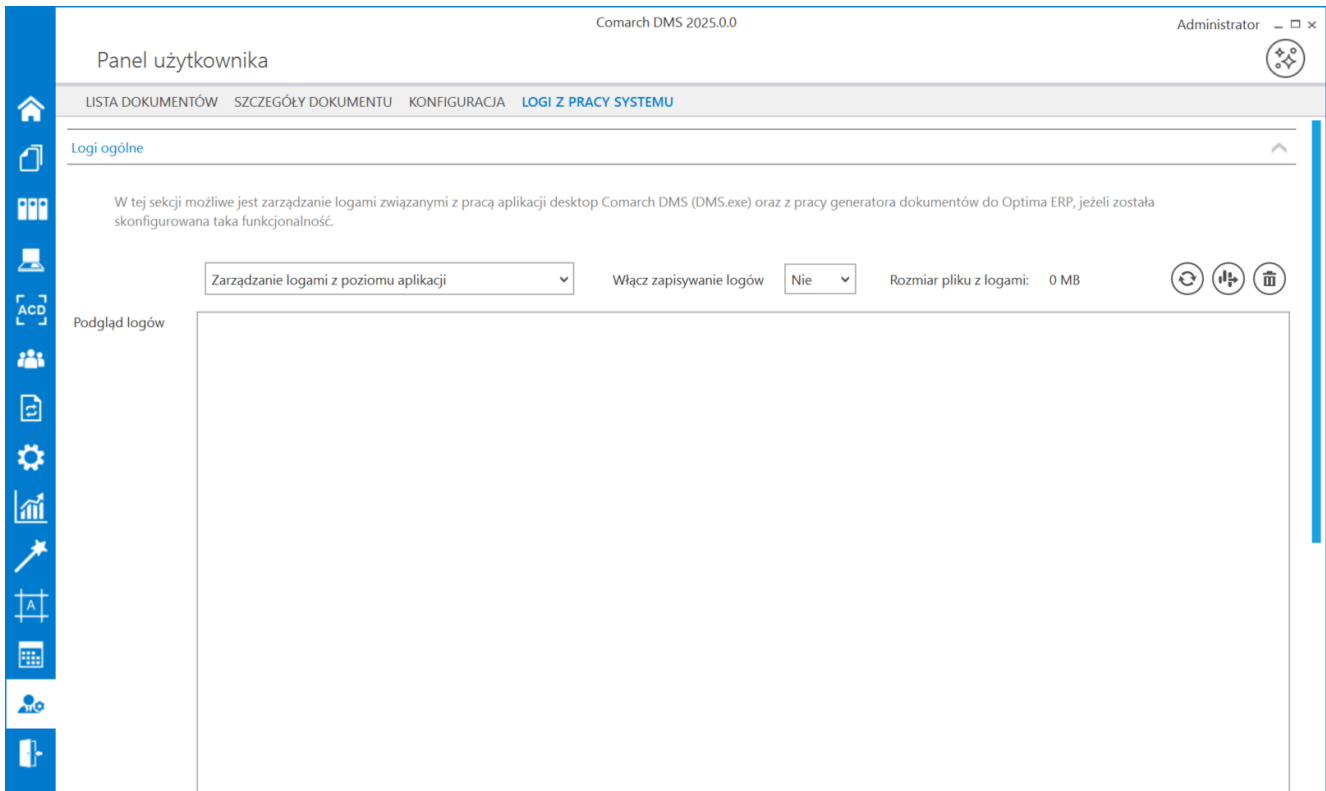 Comarch DMS 2025.0.0
Administrator
Panel użytkownika
LISTA DOKUMENTÓW SZCZEGÓŁY DOKUMENTU KONFIGURACJA LOGI Z PRACY SYSTEMU
Logi ogólne
W tej sekcji możliwe jest zarządzanie logami związanymi z pracą aplikacji desktop Comarch DMS (DMS.exe) oraz z pracy generatora dokumentów do Optima ERP, jeżeli została
skonfigurowana taka funkcjonalność.
Zarządzanie logami z poziomu aplikacji Włącz zapisywanie logów Nie Rozmiar pliku z logami: 0 MB
Podgląd logów
ACD
A